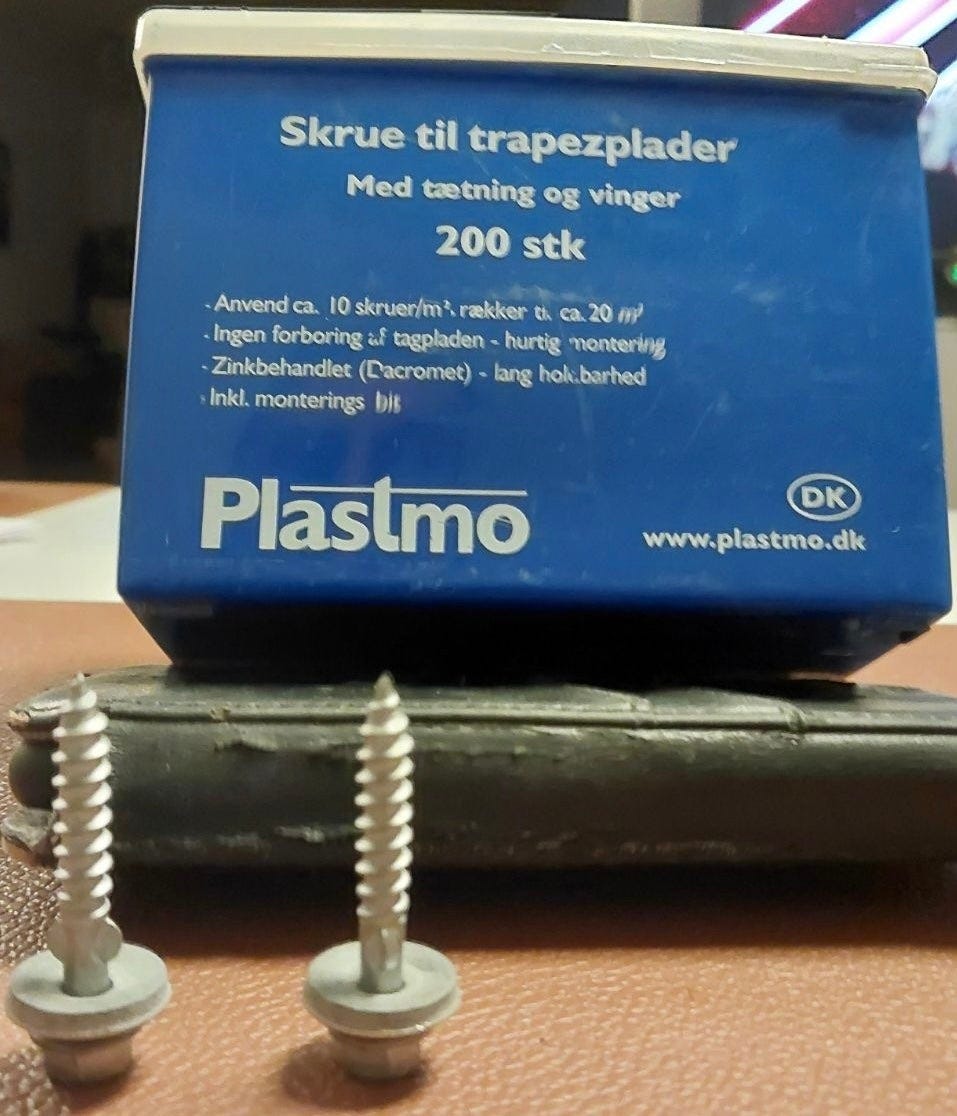 Skrue til trapezplader
Med tætning og vinger
200 stk
- Anvend ca. 10 skruer/m². rækker ca. 20 m²
- Ingen forboring af tagpladen - hurtig montering
- Zinkbehandlet (Dacromet) - lang holdbarhed
- Inkl. monterings bit
Plastmo
DK
www.plastmo.dk